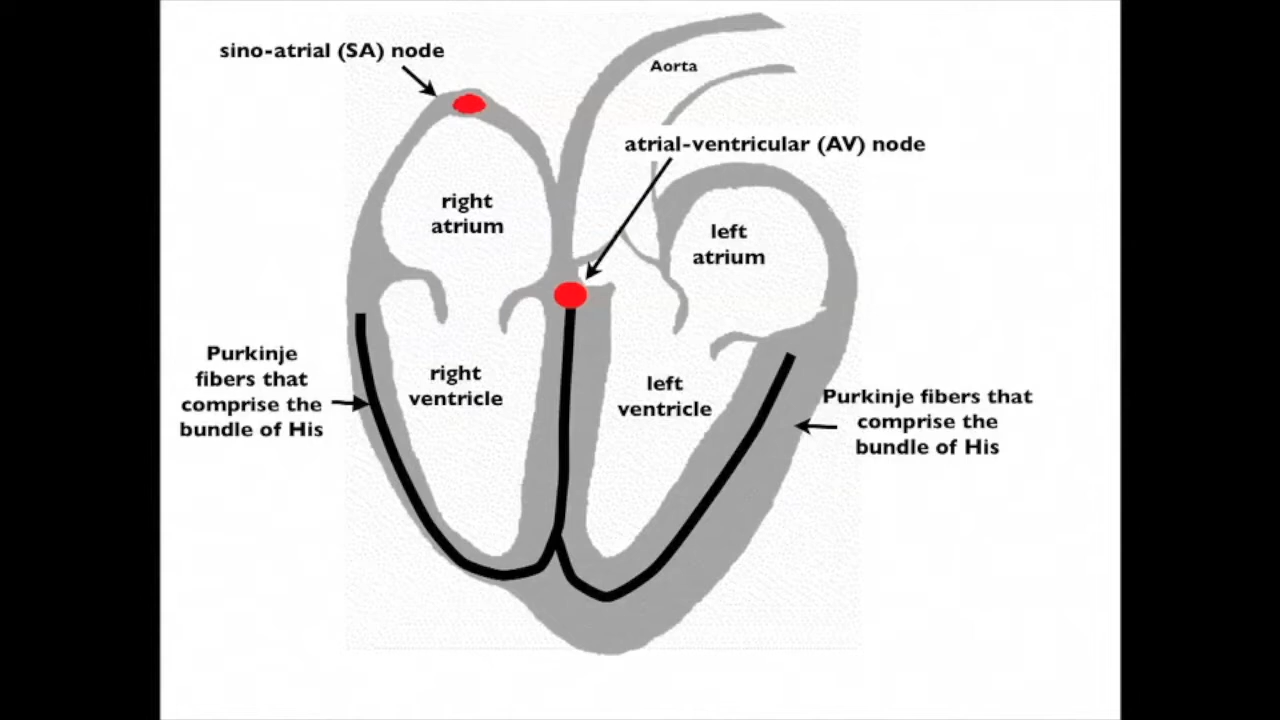 sino-atrial (SA) node
Aorta
atrial-ventricular (AV) node
right
atrium
left
atrium
Purkinje
fibers that
comprise the
bundle of His
right
ventricle
left
ventricle
Purkinje fibers that
comprise the
bundle of His